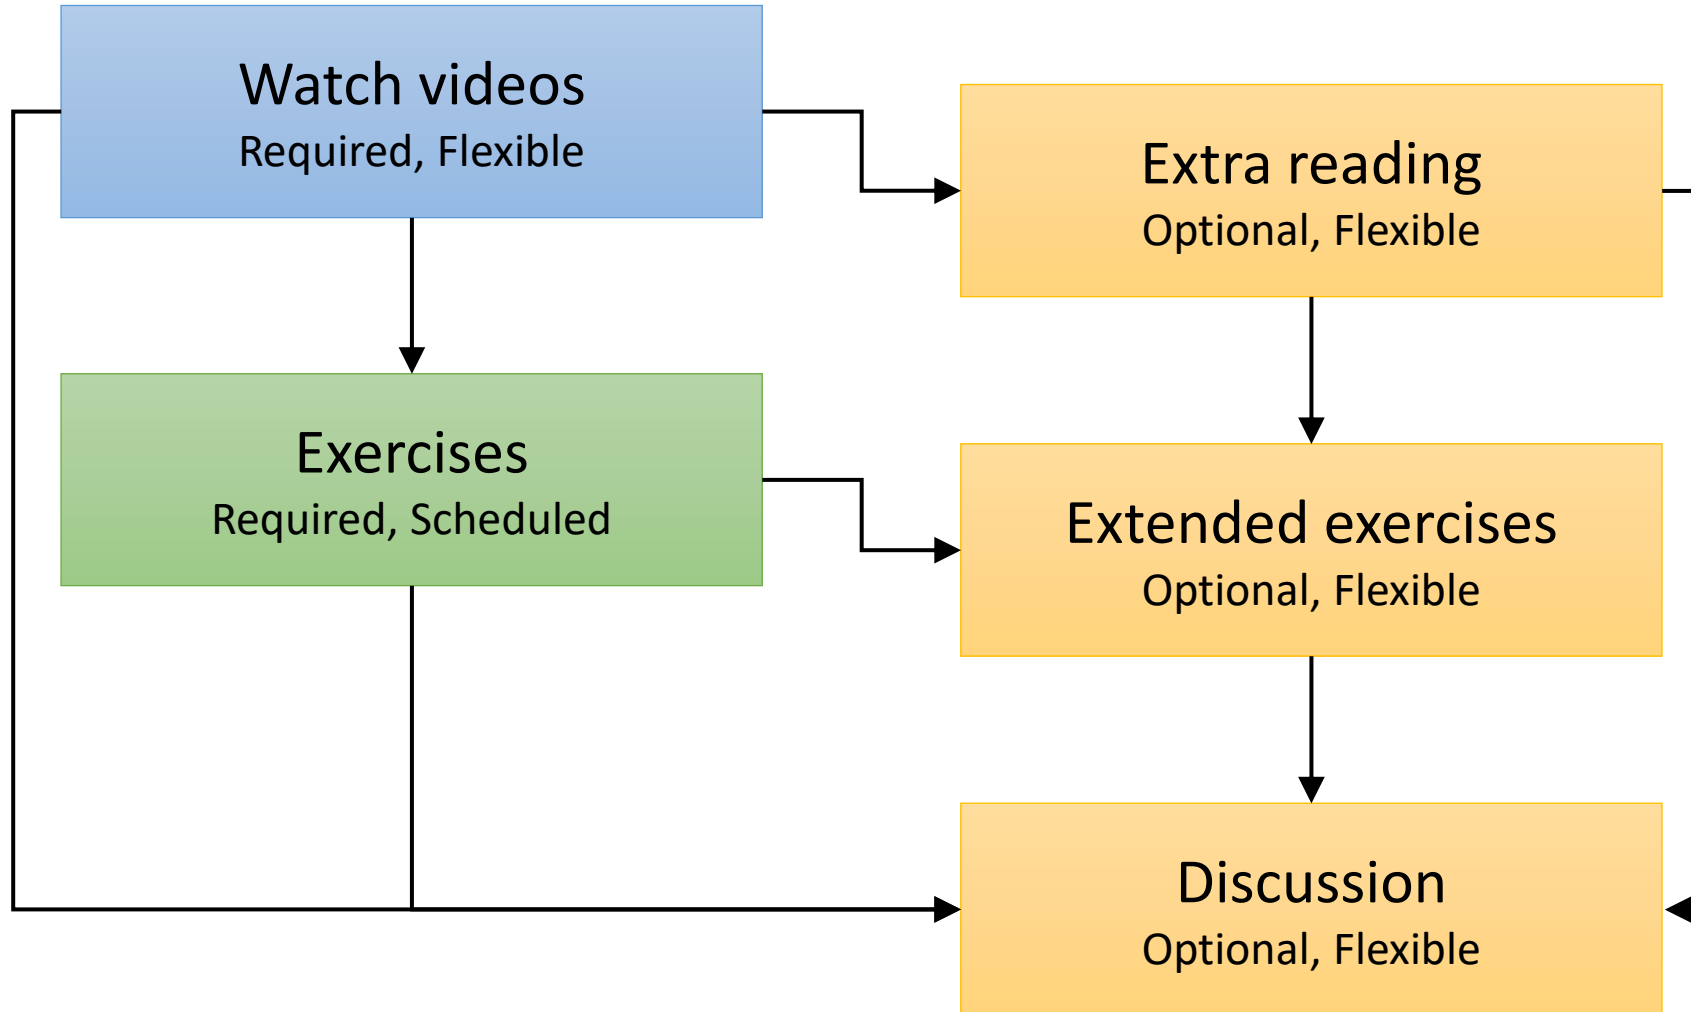 Watch videos
Required, Flexible
Extra reading
Optional, Flexible
Exercises
Required, Scheduled
Extended exercises
Optional, Flexible
Discussion
Optional, Flexible